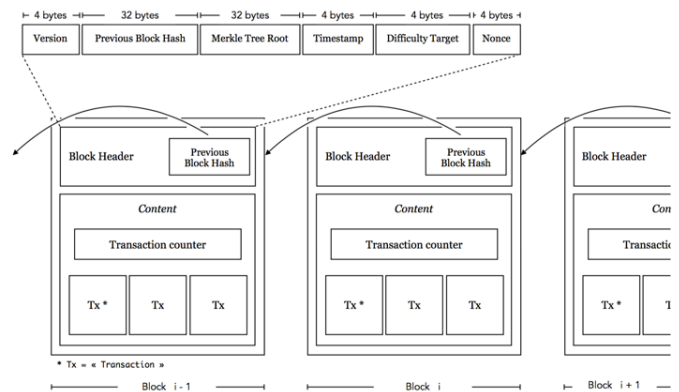 4 bytes 32 bytes 32 bytes 4 bytes 4 bytes 4 bytes
Version Previous Block Hash Merkle Tree Root Timestamp Difficulty Target Nonce
Block Header
Previous
Block Hash
Content
Transaction counter
Tx * Tx Tx
* Tx = « Transaction »
Block i - 1
Block Header
Previous
Block Hash
Content
Transaction counter
Tx * Tx Tx
Block i
Block Header
Con
Transacti
Tx * T
Block i + 1